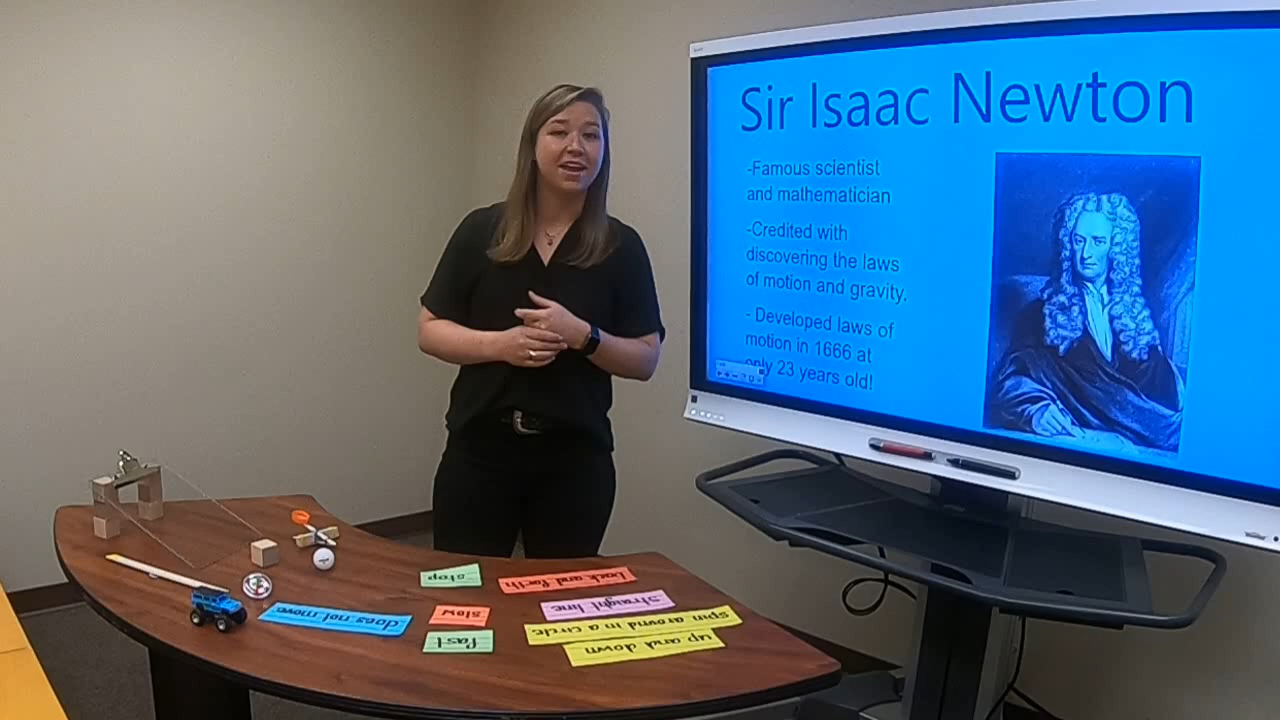 Sir Isaac Newton
-Famous scientist
and mathematician
-Credited with
discovering the laws
of motion and gravity.
- Developed laws of
motion in 1666 at
only 23 years old!
stop
back and forth
straight line
slow
does not move
spin around in a circle
fast
up and down